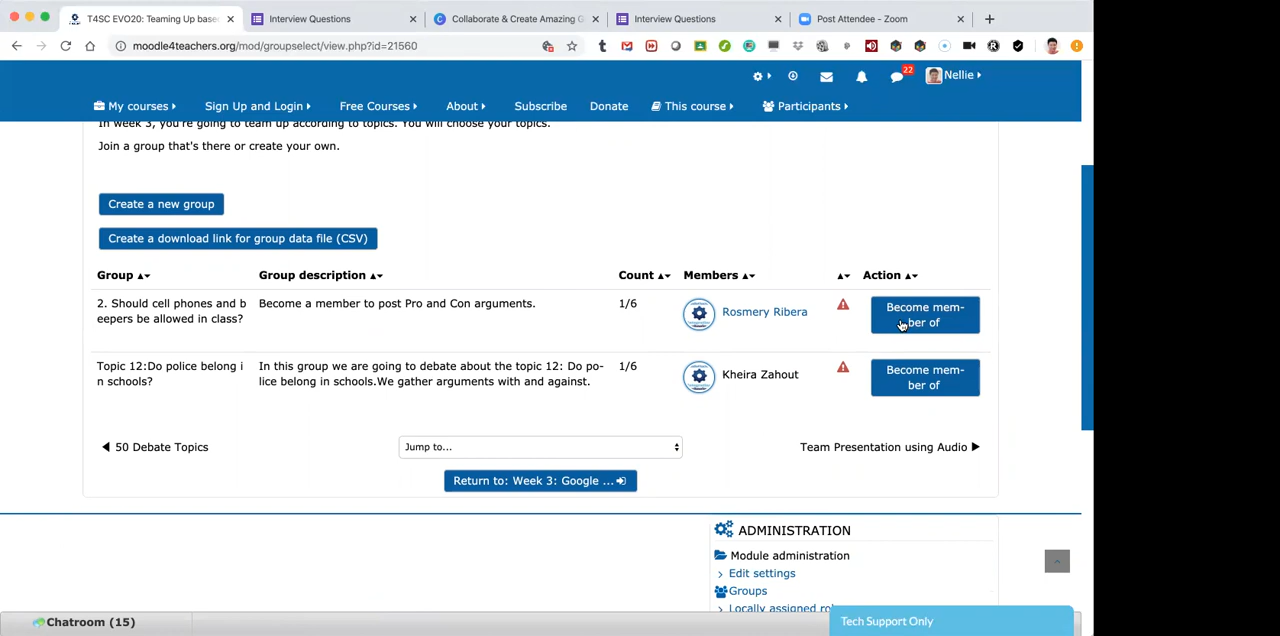 T4SC EVO20: Teaming Up base
Interview Questions
Collaborate & Create Amazing G
Interview Questions
Post Attendee - Zoom
moodle4teachers.org/mod/groupselect/view.php?id=21560
22
Nellie
My courses
Sign Up and Login
Free Courses
About
Subscribe
Donate
This course
Participants
In week 3, you're going to team up according to topics. You will choose your topics.
Join a group that's there or create your own.
Create a new group
Create a download link for group data file (CSV)
Group
Group description
Count
Members
Action
2. Should cell phones and b
eepers be allowed in class?
Become a member to post Pro and Con arguments.
1/6
Rosmery Ribera
Become mem-
ber of
Topic 12:Do police belong i
n schools?
In this group we are going to debate about the topic 12: Do po-
lice belong in schools.We gather arguments with and against.
1/6
Kheira Zahout
Become mem-
ber of
50 Debate Topics
Jump to...
Team Presentation using Audio
Return to: Week 3: Google ...
ADMINISTRATION
Module administration
Edit settings
Groups
Locally assigned
Chatroom (15)
Tech Support Only